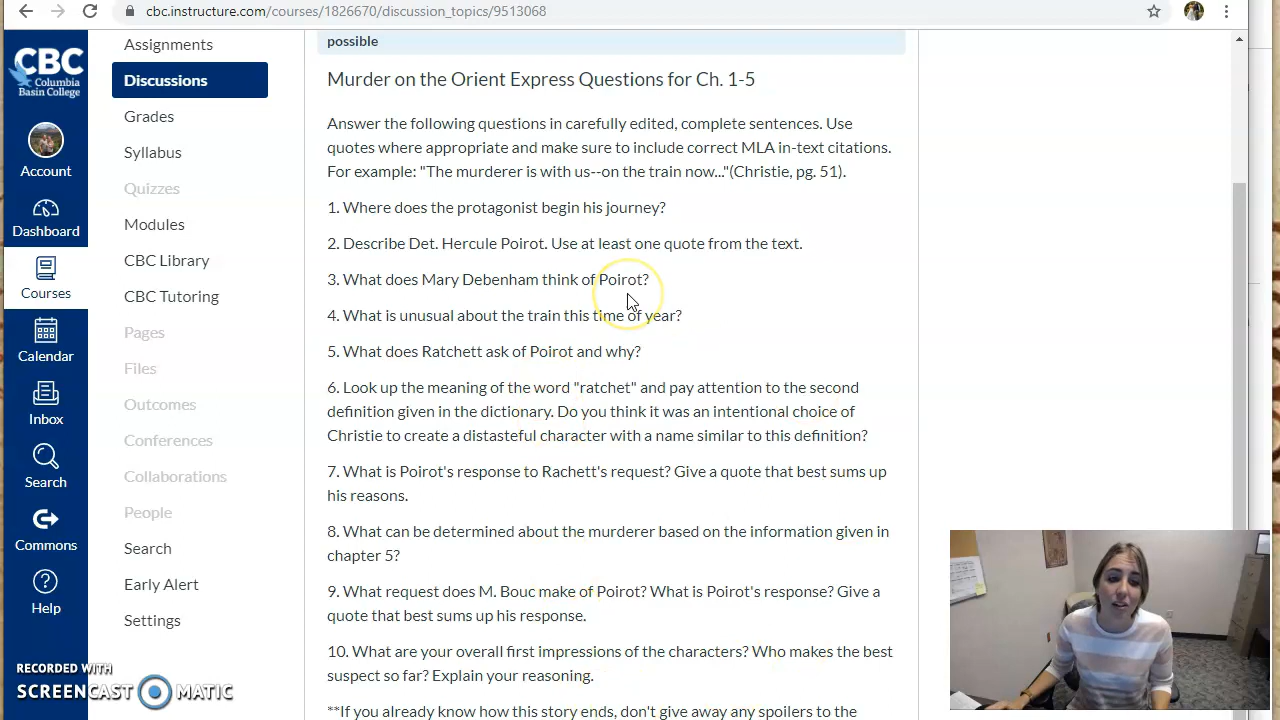 cbc.instructure.com/courses/1826670/discussion_topics/9513068
CBC
Columbia
Basin College
Account
Dashboard
Courses
Calendar
Inbox
Search
Commons
Help
Assignments
Discussions
Grades
Syllabus
Quizzes
Modules
CBC Library
CBC Tutoring
Pages
Files
Outcomes
Conferences
Collaborations
People
Search
Early Alert
Settings
possible
Murder on the Orient Express Questions for Ch. 1-5
Answer the following questions in carefully edited, complete sentences. Use
quotes where appropriate and make sure to include correct MLA in-text citations.
For example: "The murderer is with us--on the train now..."(Christie, pg. 51).
1. Where does the protagonist begin his journey?
2. Describe Det. Hercule Poirot. Use at least one quote from the text.
3. What does Mary Debenham think of Poirot?
4. What is unusual about the train this time of year?
5. What does Ratchett ask of Poirot and why?
6. Look up the meaning of the word "ratchet" and pay attention to the second
definition given in the dictionary. Do you think it was an intentional choice of
Christie to create a distasteful character with a name similar to this definition?
7. What is Poirot's response to Rachett's request? Give a quote that best sums up
his reasons.
8. What can be determined about the murderer based on the information given in
chapter 5?
9. What request does M. Bouc make of Poirot? What is Poirot's response? Give a
quote that best sums up his response.
10. What are your overall first impressions of the characters? Who makes the best
suspect so far? Explain your reasoning.
**If you already know how this story ends, don't give away any spoilers to the
RECORDED WITH
SCREENCAST MATIC